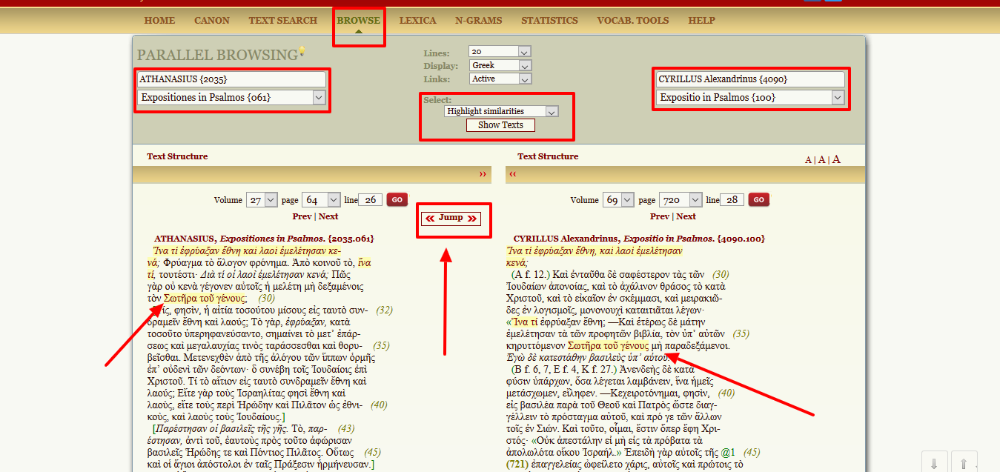 HOME CANON TEXT SEARCH BROWSE LEXICA N-GRAMS STATISTICS VOCAB. TOOLS HELP
PARALLEL BROWSING
ATHANASIUS {2035}
Expositiones in Psalmos {061}
Lines: 20
Display: Greek
Links: Active
Select:
Highlight similarities
Show Texts
CYRILLUS Alexandrinus {4090}
Expositio in Psalmos {100}
Text Structure
››
Volume 27 page 64 line 26 GO
Prev | Next
« Jump »
ATHANASIUS, Expositiones in Psalmos. {2035.061}
Ἵνα τί ἐφρύαξαν ἔθνη καὶ λαοὶ ἐμελέτησαν κε-
νά; Φρύαγμα τὸ ἄλογον φρόνημα. Ἀπὸ κοινοῦ τὸ, ἵνα
τί, τουτέστι· Διὰ τί οἱ λαοὶ ἐμελέτησαν κενά; Πῶς
γὰρ οὐ κενὰ γέγονεν αὐτοῖς ἡ μελέτη μὴ δεξαμένοις
τὸν Σωτῆρα τοῦ γένους; (30)
φησὶν, ἡ αἰτία τοσούτου μίσους εἰς ταυτὸ συν- (32)
δραμεῖν ἔθνη καὶ λαούς; Τὸ γὰρ, ἐφρύαξαν, κατὰ
τοσοῦτο ὑπερηφανεύσαντο, σημαίνει τὸ μετ’ ἐπάρ-
σεως καὶ μεγαλαυχίας τινὸς ταράσσεσθαι καὶ θορυ- (35)
βεῖσθαι. Μετενεχθὲν ἀπὸ τῆς ἀλόγου τῶν ἵππων ὁρμῆς
ἐπ’ οὐδενὶ τῶν δεόντων· ὃ συνέβη τοῖς Ἰουδαίοις ἐπὶ
Χριστοῦ. Τί τὸ αἴτιον εἰς ταυτὸ συνδραμεῖν ἔθνη καὶ
λαούς; Εἴτε γὰρ τοὺς Ἰσραηλίτας φησὶ ἔθνη καὶ
λαοὺς, εἴτε τοὺς περὶ Ἡρώδην καὶ Πιλᾶτον ὡς ἐθνι- (40)
κοὺς, καὶ λαοὺς τοὺς Ἰουδαίους.]
[Παρέστησαν οἱ βασιλεῖς τῆς γῆς. Τὸ, παρ- (43)
έστησαν, ἀντὶ τοῦ, ἑαυτοὺς πρὸς τοῦτο ἀφώρισαν
βασιλεῖς Ἡρώδης τε καὶ Πόντιος Πιλᾶτος. Οὕτως (45)
καὶ οἱ ἅγιοι ἀπόστολοι ἐν ταῖς Πράξεσιν ἡρμήνευσαν.]
Text Structure
A | A | A
‹‹
Volume 69 page 720 line 28 GO
Prev | Next
CYRILLUS Alexandrinus, Expositio in Psalmos. {4090.100}
Ἵνα τί ἐφρύαξαν ἔθνη, καὶ λαοὶ ἐμελέτησαν
κενά;
(A f. 12.) Καὶ ἐνταῦθα δὲ σαφέστερον τὰς τῶν (30)
Ἰουδαίων ἀπονοίας, καὶ τὸ ἀχάλινον θράσος τὸ κατὰ
Χριστοῦ, καὶ τὸ εἰκαῖον ἐν σκέμμασι, καὶ μειρακιῶ-
δες ἐν λογισμοῖς, μονονουχὶ καταιτιᾶται λέγων·
«Ἵνα τί ἐφρύαξαν ἔθνη; —Καὶ ἑτέρως δὲ μάτην
ἐμελέτησαν τὰ τῶν προφητῶν βιβλία, τὸν ὑπ’ αὐτῶν (35)
κηρυττόμενον Σωτῆρα τοῦ γένους μὴ παραδεξάμενοι.
Ἐγὼ δὲ κατεστάθην βασιλεὺς ὑπ’ αὐτοῦ.
(B f. 6, 7, E f. 4, K f. 27.) Ἀνενδεὴς δὲ κατὰ
φύσιν ὑπάρχων, ὅσα λέγεται λαμβάνειν, ἵνα ἡμεῖς
μετάσχωμεν, εἴληφεν. —Κεχειροτόνημαι, φησὶν, (40)
εἰς βασιλέα παρὰ τοῦ Θεοῦ καὶ Πατρὸς ὥστε διαγ-
γέλλειν τὸ πρόσταγμα αὐτοῦ, καὶ πρό γε τῶν ἄλλων
τοῖς ἐν Σιών. Καὶ τοῦτο, οἶμαι, ἔστιν ὅπερ ἔφη Χρι-
στός· «Οὐκ ἀπεστάλην εἰ μὴ εἰς τὰ πρόβατα τὰ
ἀπολωλότα οἴκου Ἰσραήλ.» Ἐπειδὴ γὰρ αὐτοῖς τῆς @1 (45)
(721) ἐπαγγελείας ὠφείλετο χάρις, αὐτοῖς καὶ πρώτοις τὸ